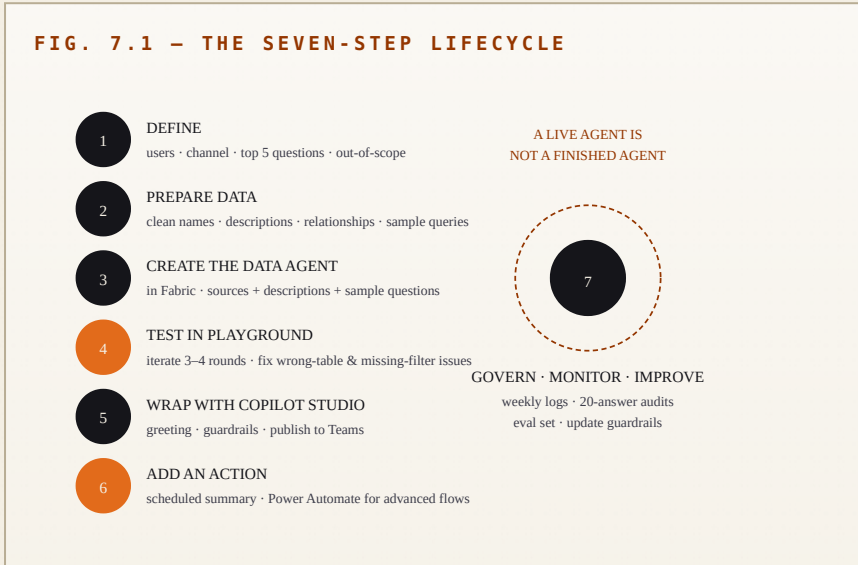 FIG. 7.1 — THE SEVEN-STEP LIFECYCLE
1
DEFINE
users · channel · top 5 questions · out-of-scope
2
PREPARE DATA
clean names · descriptions · relationships · sample queries
3
CREATE THE DATA AGENT
in Fabric · sources + descriptions + sample questions
4
TEST IN PLAYGROUND
iterate 3–4 rounds · fix wrong-table & missing-filter issues
5
WRAP WITH COPILOT STUDIO
greeting · guardrails · publish to Teams
6
ADD AN ACTION
scheduled summary · Power Automate for advanced flows
A LIVE AGENT IS
NOT A FINISHED AGENT
7
GOVERN · MONITOR · IMPROVE
weekly logs · 20-answer audits
eval set · update guardrails